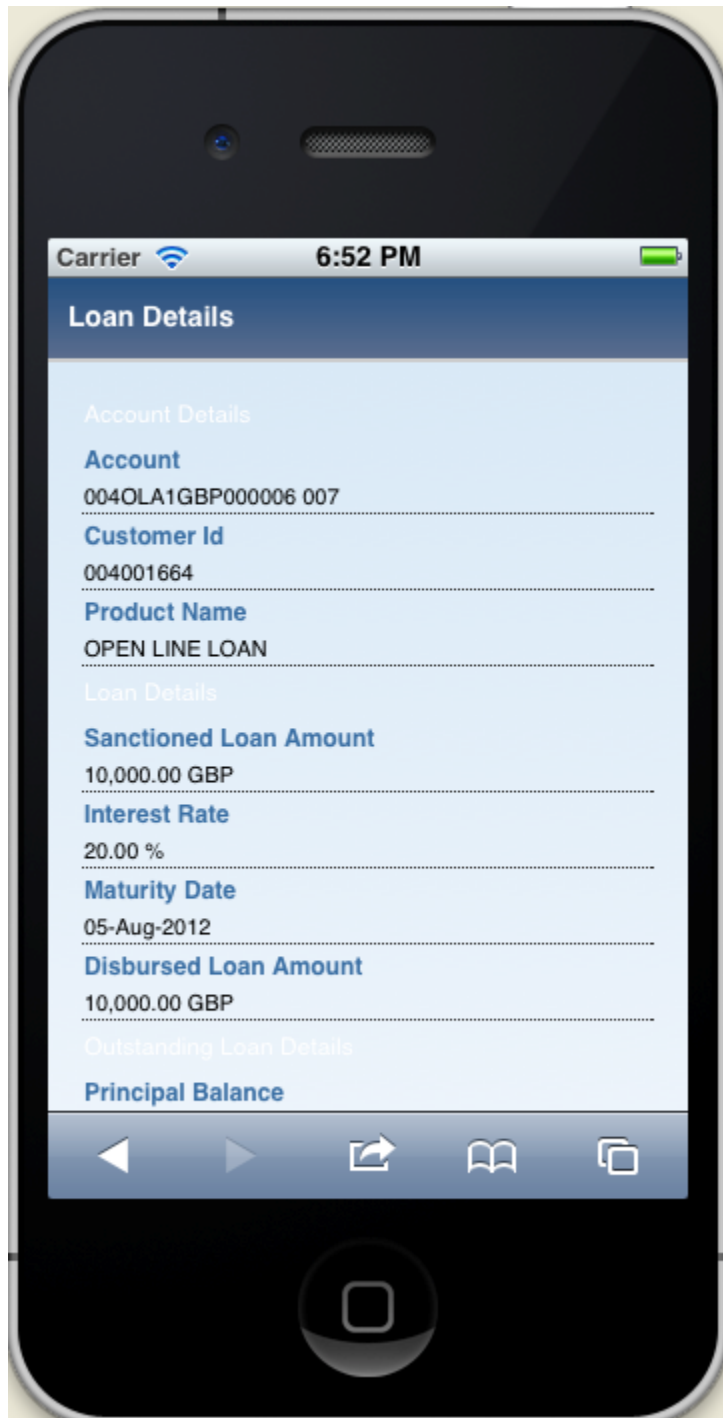 Carrier 6:52 PM
Loan Details
Account Details
Account
004OLA1GBP000006 007
Customer Id
004001664
Product Name
OPEN LINE LOAN
Loan Details
Sanctioned Loan Amount
10,000.00 GBP
Interest Rate
20.00 %
Maturity Date
05-Aug-2012
Disbursed Loan Amount
10,000.00 GBP
Outstanding Loan Details
Principal Balance